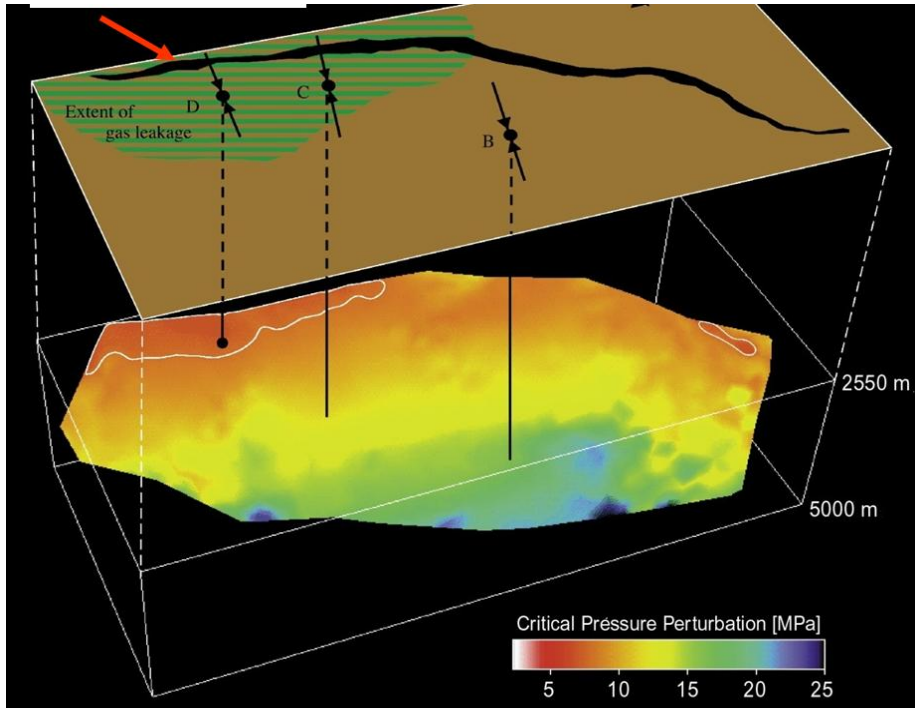 D
C
Extent of
gas leakage
B
2550 m
5000 m
Critical Pressure Perturbation [MPa]
5 10 15 20 25